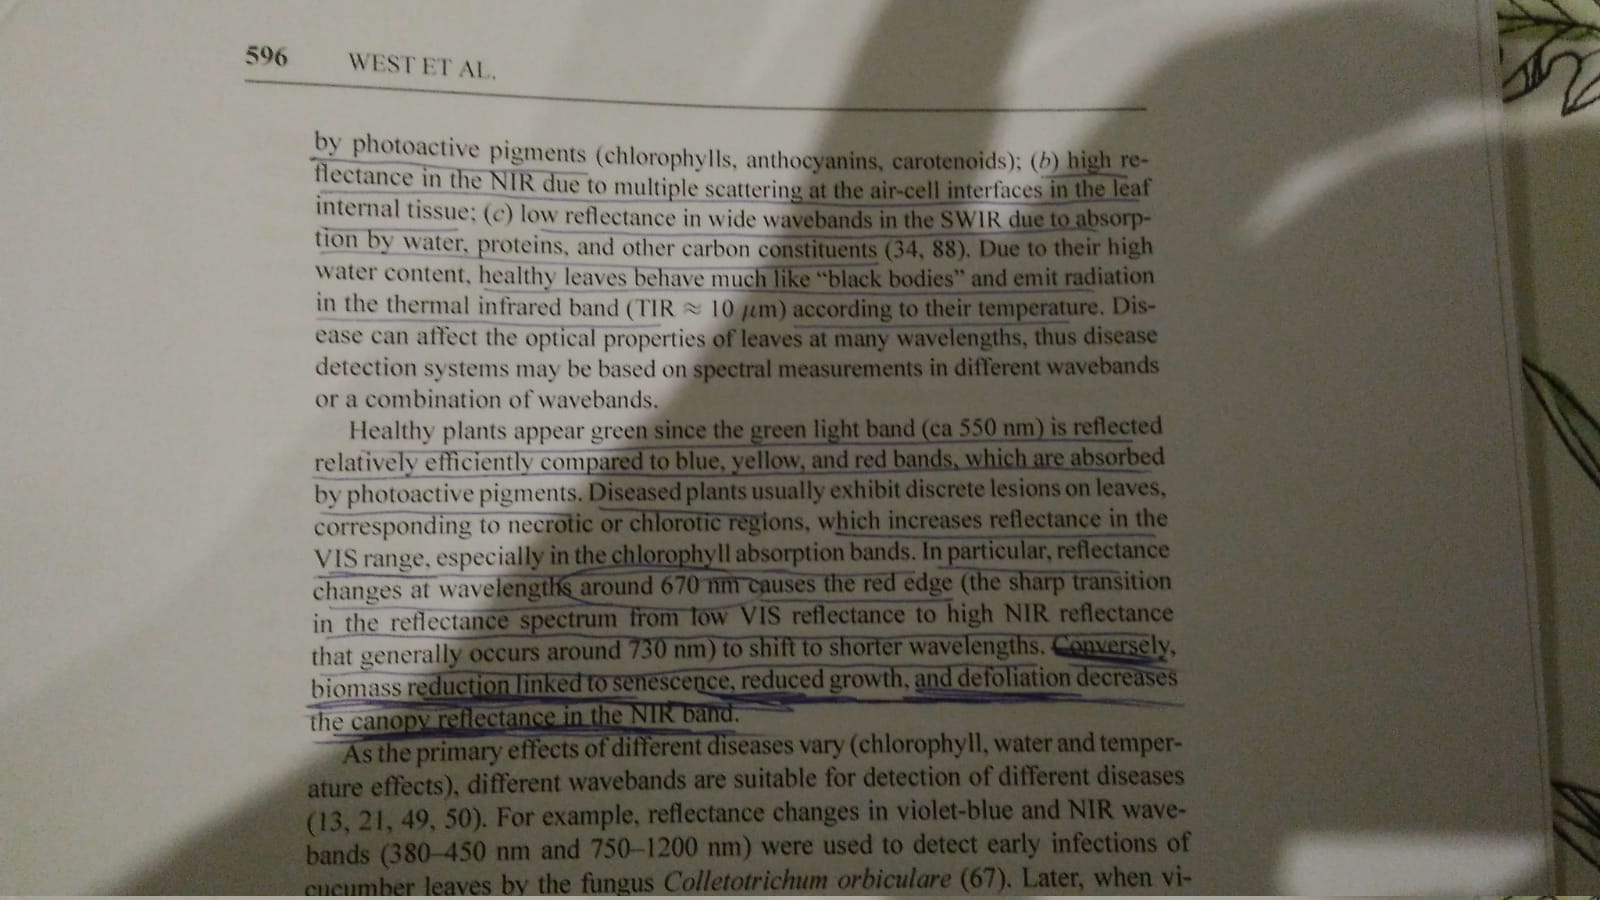 596 WEST ET AL.
by photoactive pigments (chlorophylls, anthocyanins, carotenoids); (b) high re-
flectance in the NIR due to multiple scattering at the air-cell interfaces in the leaf
internal tissue; (c) low reflectance in wide wavebands in the SWIR due to absorp-
tion by water, proteins, and other carbon constituents (34, 88). Due to their high
water content, healthy leaves behave much like “black bodies” and emit radiation
in the thermal infrared band (TIR ≈ 10 μm) according to their temperature. Dis-
ease can affect the optical properties of leaves at many wavelengths, thus disease
detection systems may be based on spectral measurements in different wavebands
or a combination of wavebands.
Healthy plants appear green since the green light band (ca 550 nm) is reflected
relatively efficiently compared to blue, yellow, and red bands, which are absorbed
by photoactive pigments. Diseased plants usually exhibit discrete lesions on leaves,
corresponding to necrotic or chlorotic regions, which increases reflectance in the
VIS range, especially in the chlorophyll absorption bands. In particular, reflectance
changes at wavelengths around 670 nm causes the red edge (the sharp transition
in the reflectance spectrum from low VIS reflectance to high NIR reflectance
that generally occurs around 730 nm) to shift to shorter wavelengths. Conversely,
biomass reduction linked to senescence, reduced growth, and defoliation decreases
the canopy reflectance in the NIR band.
As the primary effects of different diseases vary (chlorophyll, water and temper-
ature effects), different wavebands are suitable for detection of different diseases
(13, 21, 49, 50). For example, reflectance changes in violet-blue and NIR wave-
bands (380–450 nm and 750–1200 nm) were used to detect early infections of
cucumber leaves by the fungus Colletotrichum orbiculare (67). Later, when vi-